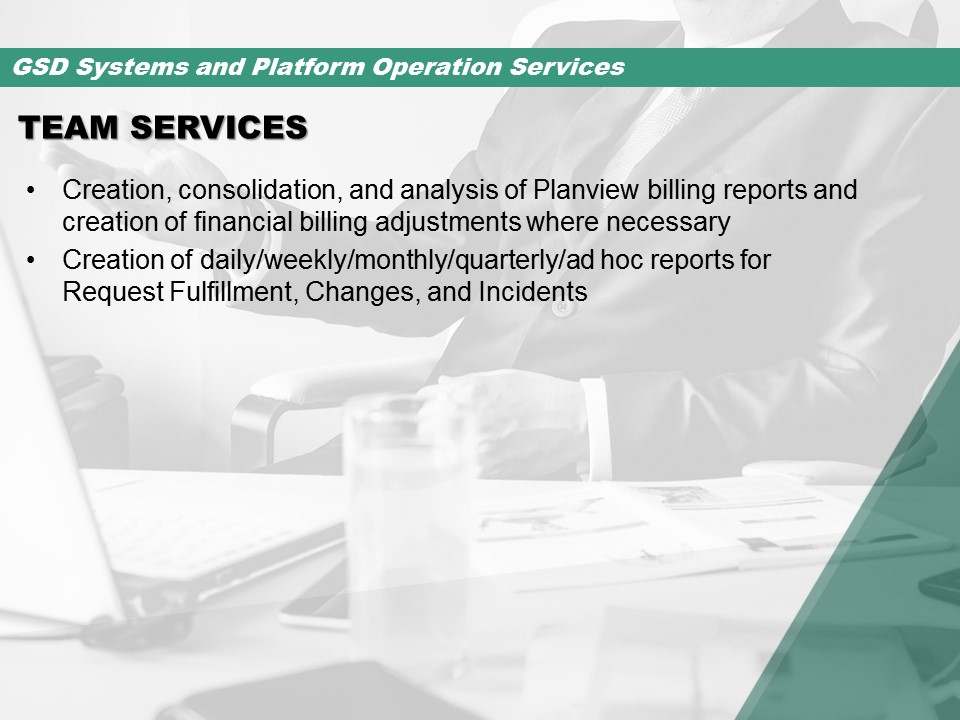 GSD Systems and Platform Operation Services
TEAM SERVICES
• Creation, consolidation, and analysis of Planview billing reports and
creation of financial billing adjustments where necessary
• Creation of daily/weekly/monthly/quarterly/ad hoc reports for
Request Fulfillment, Changes, and Incidents